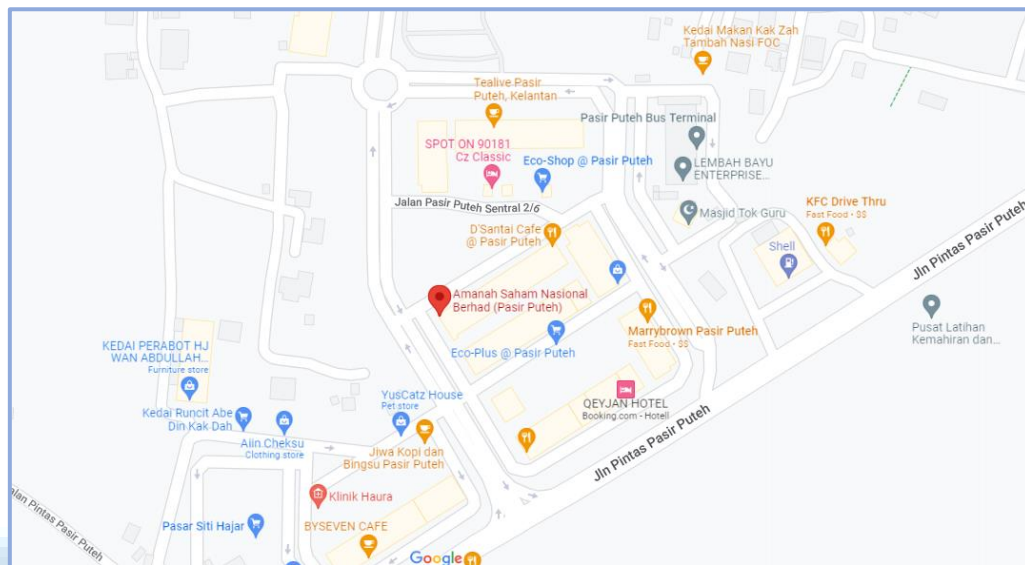 Kedai Makan Kak Zah
Tambah Nasi FOC
Tealive Pasir
Puteh, Kelantan
Pasir Puteh Bus Terminal
SPOT ON 90181
Cz Classic
Eco-Shop @ Pasir Puteh
LEMBAH BAYU
ENTERPRISE...
Jalan Pasir Puteh Sentral 2/6
Masjid Tok Guru
KFC Drive Thru
Fast Food • $$
D'Santai Cafe
@ Pasir Puteh
Shell
Jln Pintas Pasir Puteh
Amanah Saham Nasional
Berhad (Pasir Puteh)
Pusat Latihan
Kemahiran dan...
Marrybrown Pasir Puteh
Fast Food • $$
Eco-Plus @ Pasir Puteh
KEDAI PERABOT HJ
WAN ABDULLAH...
Furniture store
QEYJAN HOTEL
Booking.com - Hotell
YusCatz House
Pet store
Kedai Runcit Abe
Din Kak Dah
Aiin.Cheksu
Clothing store
Jiwa Kopi dan
Bingsu Pasir Puteh
Jln Pintas Pasir Puteh
Klinik Haura
Jalan Pintas Pasir Puteh
Pasar Siti Hajar
BYSEVEN CAFE
Google